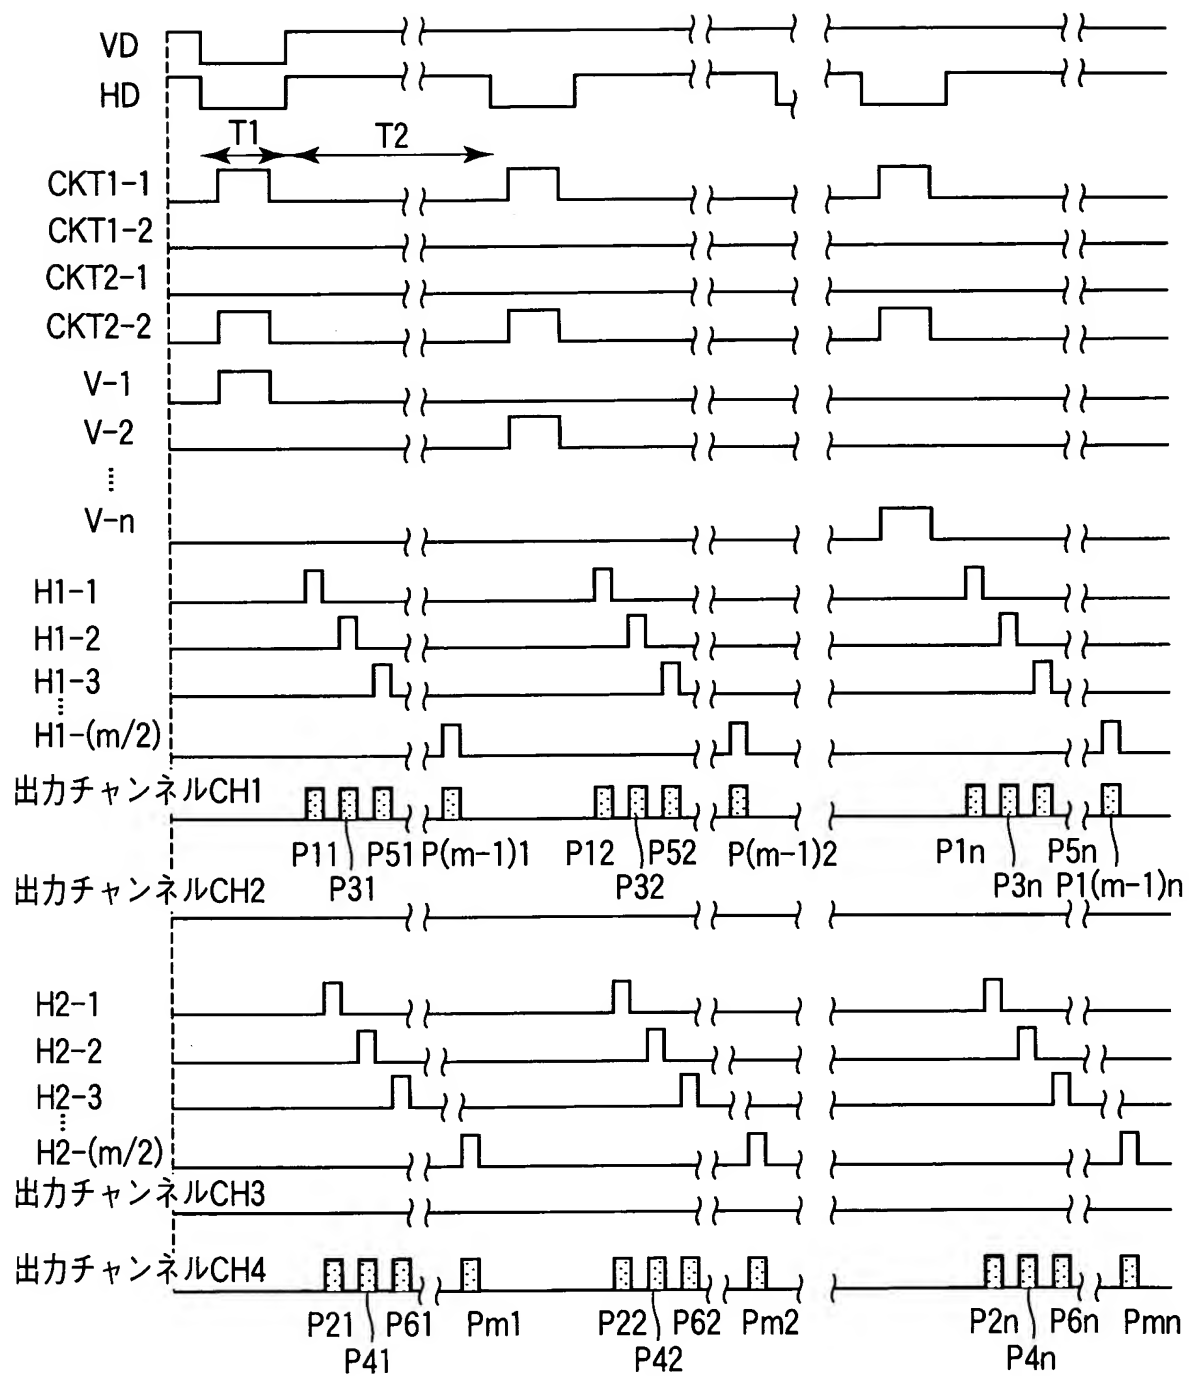 VD
HD
T1
T2
CKT1-1
CKT1-2
CKT2-1
CKT2-2
V-1
V-2
V-n
H1-1
H1-2
H1-3
H1-(m/2)
出力チャンネルCH1
P11 P51 P(m-1)1 P12 P52 P(m-1)2 P1n P5n
P31 P32 P3n P1(m-1)n
出力チャンネルCH2
H2-1
H2-2
H2-3
H2-(m/2)
出力チャンネルCH3
出力チャンネルCH4
P21 P61 Pm1 P22 P62 Pm2 P2n P6n Pmn
P41 P42 P4n